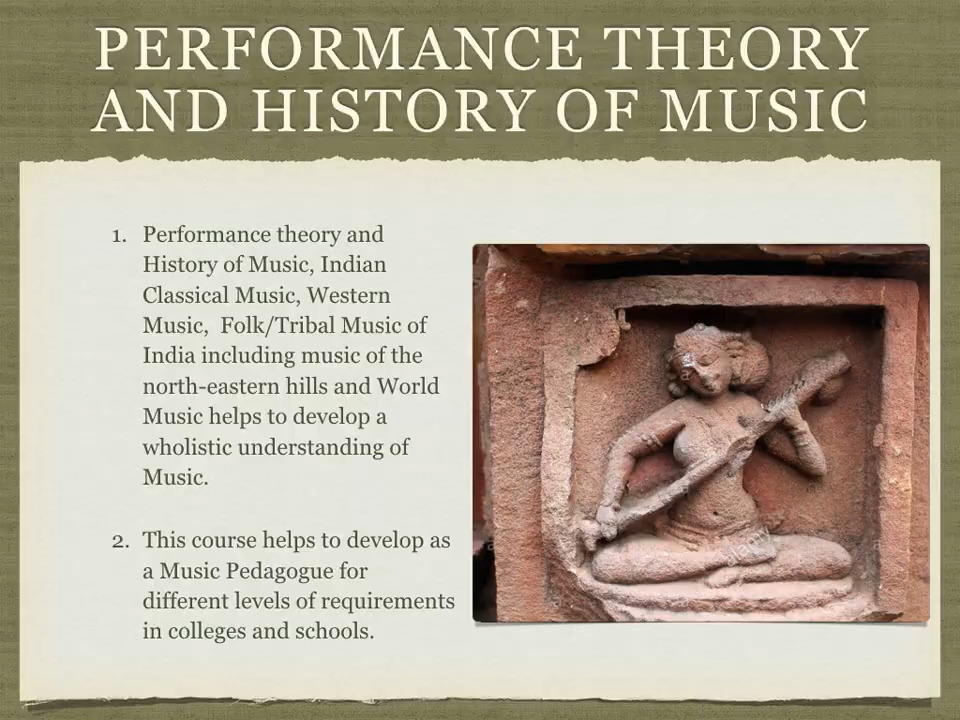 PERFORMANCE THEORY
AND HISTORY OF MUSIC
1. Performance theory and
History of Music, Indian
Classical Music, Western
Music, Folk/Tribal Music of
India including music of the
north-eastern hills and World
Music helps to develop a
wholistic understanding of
Music.
2. This course helps to develop as
a Music Pedagogue for
different levels of requirements
in colleges and schools.